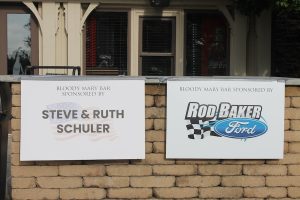 BLOODY MARY BAR
SPONSORED BY
STEVE & RUTH
SCHULER
BLOODY MARY BAR SPONSORED BY
ROD BAKER
Ford